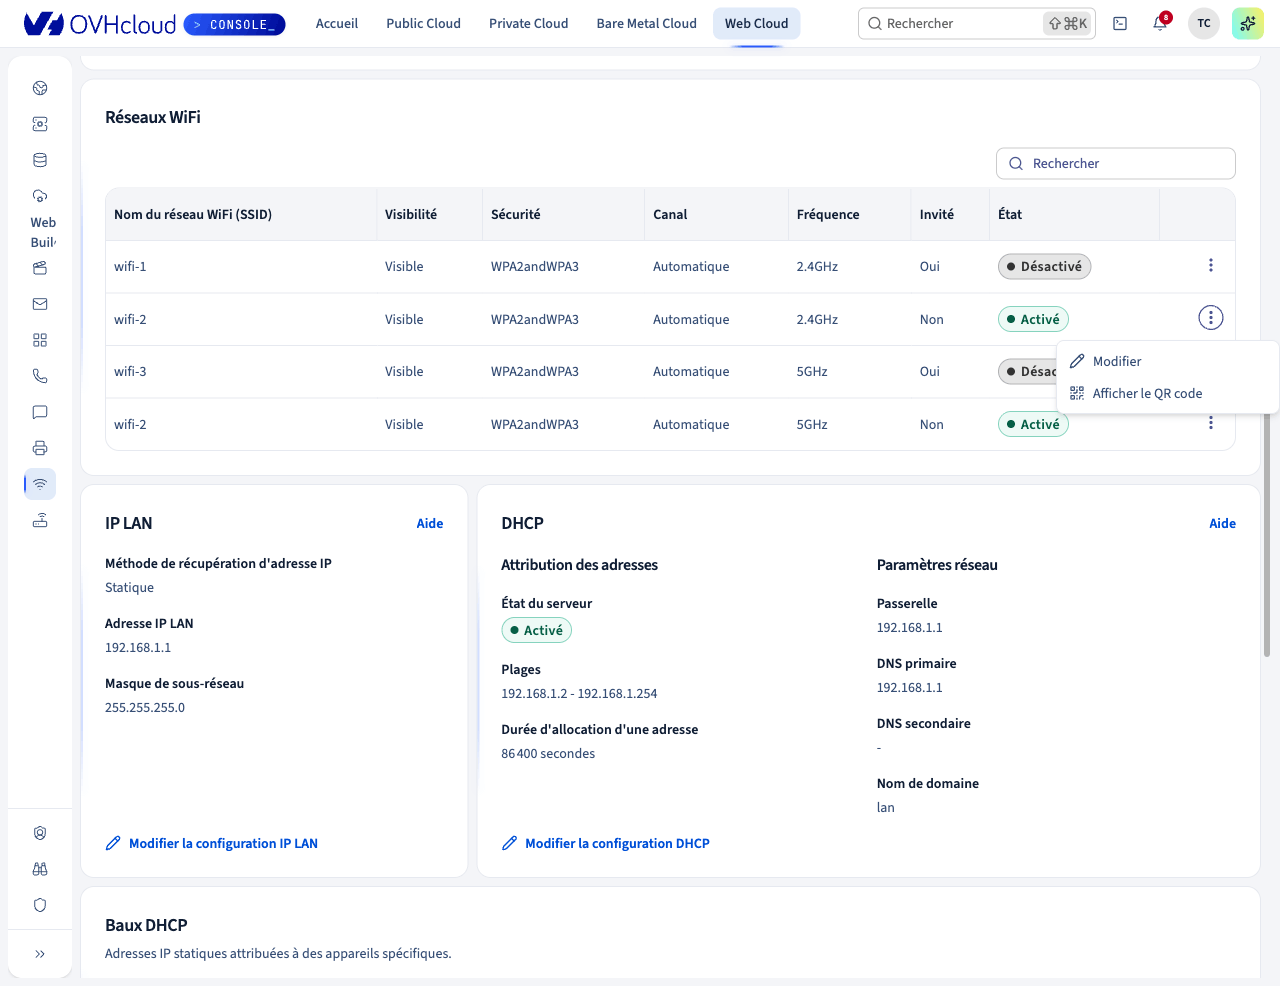 OVHcloud > CONSOLE_ Accueil Public Cloud Private Cloud Bare Metal Cloud Web Cloud Rechercher ⇧⌘K 8 TC
Web
Buil
Réseaux WiFi
Rechercher
Nom du réseau WiFi (SSID) Visibilité Sécurité Canal Fréquence Invité État
wifi-1 Visible WPA2andWPA3 Automatique 2.4GHz Oui Désactivé
wifi-2 Visible WPA2andWPA3 Automatique 2.4GHz Non Activé
wifi-3 Visible WPA2andWPA3 Automatique 5GHz Oui Désac
Modifier
Afficher le QR code
wifi-2 Visible WPA2andWPA3 Automatique 5GHz Non Activé
IP LAN Aide
Méthode de récupération d'adresse IP
Statique
Adresse IP LAN
192.168.1.1
Masque de sous-réseau
255.255.255.0
Modifier la configuration IP LAN
DHCP Aide
Attribution des adresses
État du serveur
Activé
Plages
192.168.1.2 - 192.168.1.254
Durée d'allocation d'une adresse
86 400 secondes
Paramètres réseau
Passerelle
192.168.1.1
DNS primaire
192.168.1.1
DNS secondaire
-
Nom de domaine
lan
Modifier la configuration DHCP
Baux DHCP
Adresses IP statiques attribuées à des appareils spécifiques.